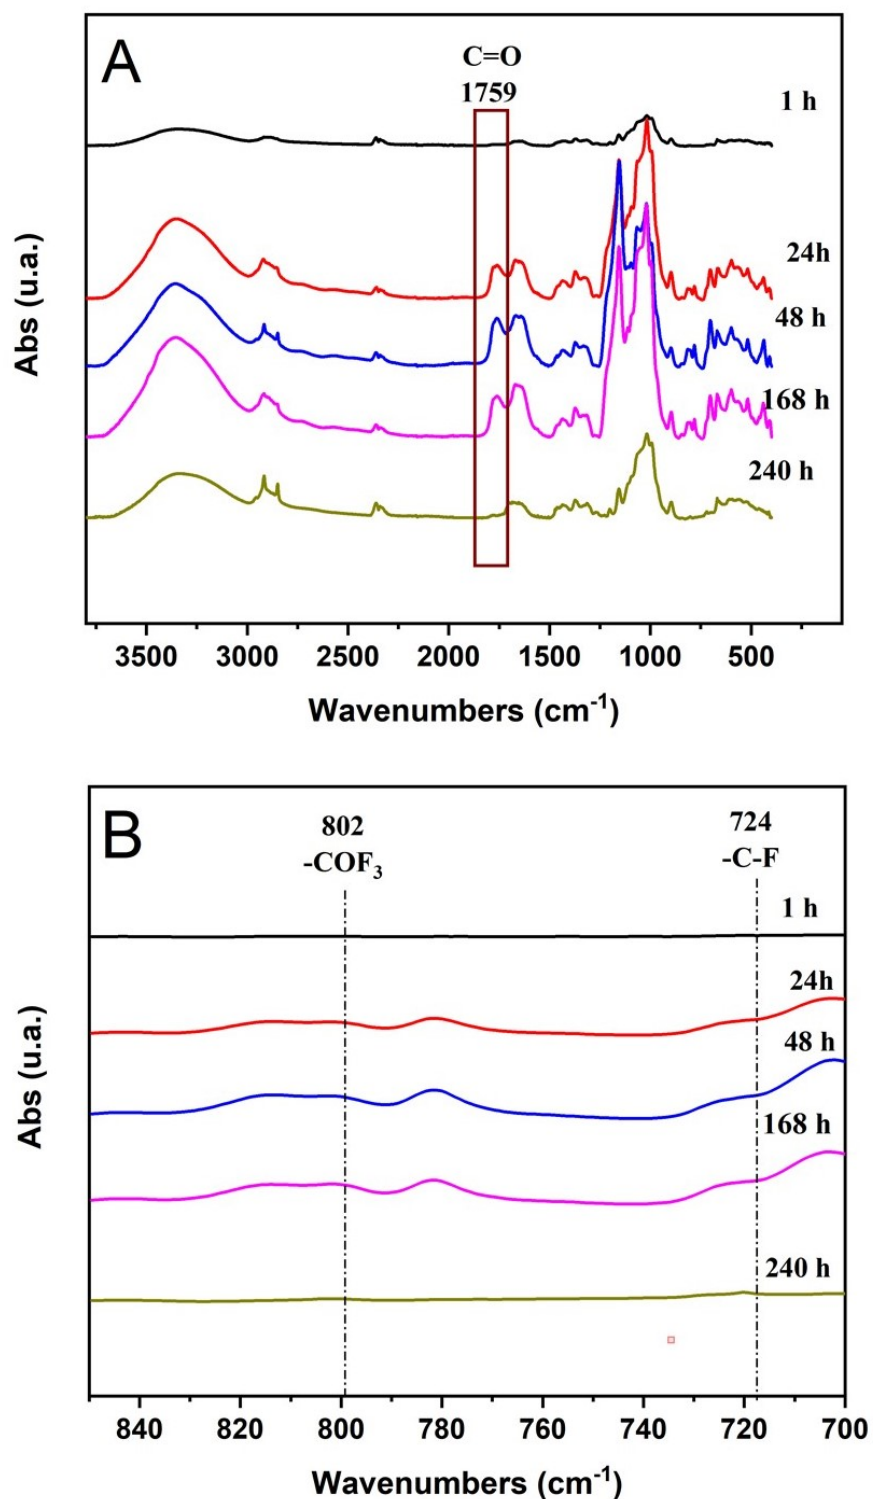 A
C=O
1759
1 h
24h
48 h
168 h
240 h
Abs (u.a.)
3500 3000 2500 2000 1500 1000 500
Wavenumbers (cm⁻¹)
B
802
-COF₃
724
-C-F
1 h
24h
48 h
168 h
240 h
Abs (u.a.)
840 820 800 780 760 740 720 700
Wavenumbers (cm⁻¹)